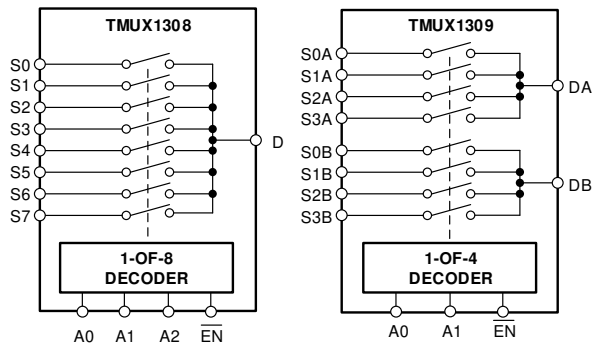 TMUX1308
S0
S1
S2
S3
S4
S5
S6
S7
D
1-OF-8
DECODER
A0 A1 A2 EN
TMUX1309
S0A
S1A
S2A
S3A
DA
S0B
S1B
S2B
S3B
DB
1-OF-4
DECODER
A0 A1 EN